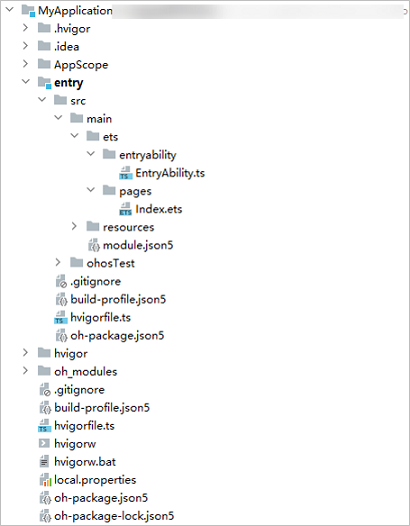 MyApplication
.hvigor
.idea
AppScope
entry
src
main
ets
entryability
EntryAbility.ts
pages
Index.ets
resources
module.json5
ohosTest
.gitignore
build-profile.json5
hvigorfile.ts
oh-package.json5
hvigor
oh_modules
.gitignore
build-profile.json5
hvigorfile.ts
hvigorw
hvigorw.bat
local.properties
oh-package.json5
oh-package-lock.json5